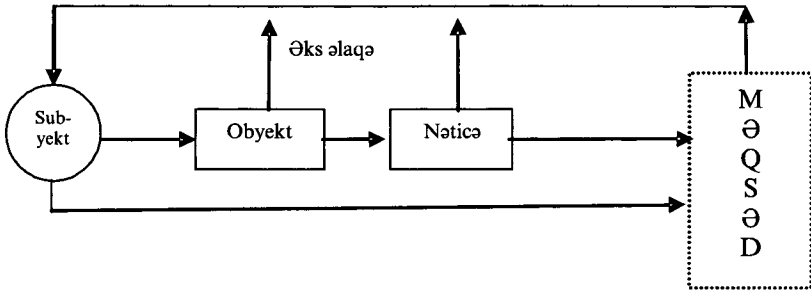 Əks əlaqə
Sub-
yekt
Obyekt
Nəticə
M
Ə
Q
S
Ə
D